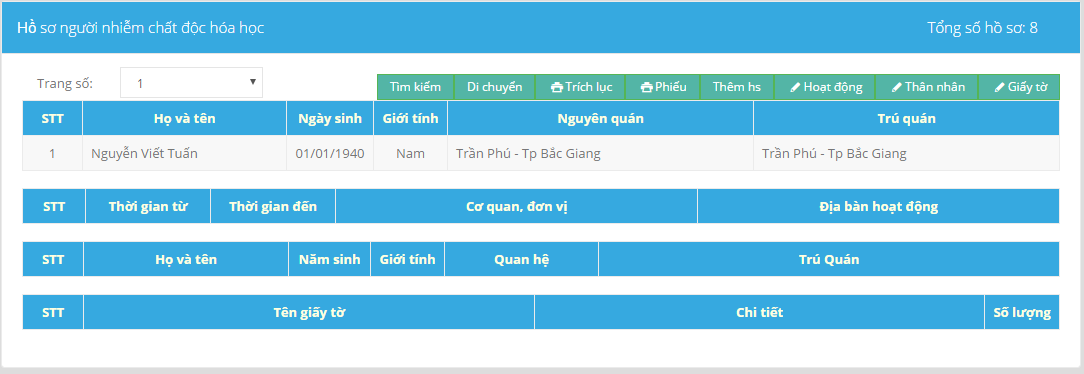 Hồ sơ người nhiễm chất độc hóa học Tổng số hồ sơ: 8
Trang số: 1 Tìm kiếm Di chuyển Trích lục Phiếu Thêm hs Hoạt động Thân nhân Giấy tờ
STT Họ và tên Ngày sinh Giới tính Nguyên quán Trú quán
1 Nguyễn Viết Tuấn 01/01/1940 Nam Trần Phú - Tp Bắc Giang Trần Phú - Tp Bắc Giang
STT Thời gian từ Thời gian đến Cơ quan, đơn vị Địa bàn hoạt động
STT Họ và tên Năm sinh Giới tính Quan hệ Trú Quán
STT Tên giấy tờ Chi tiết Số lượng